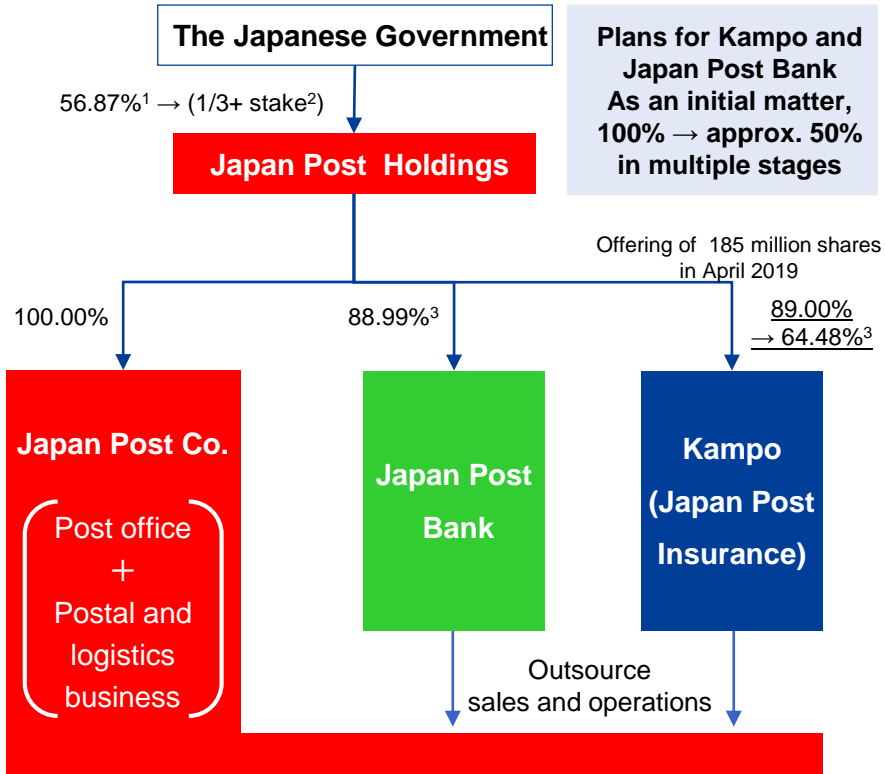 The Japanese Government
56.87%¹ → (1/3+ stake²)
Japan Post Holdings
Plans for Kampo and
Japan Post Bank
As an initial matter,
100% → approx. 50%
in multiple stages
Offering of 185 million shares
in April 2019
100.00%
88.99%³
89.00%
→ 64.48%³
Japan Post Co.
Post office
+
Postal and
logistics
business
Japan Post
Bank
Kampo
(Japan Post
Insurance)
Outsource
sales and operations